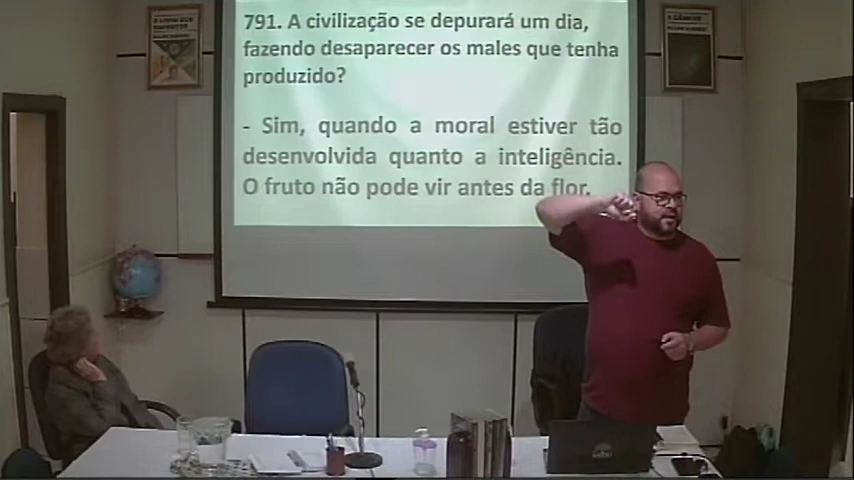 791. A civilização se depurará um dia,
fazendo desaparecer os males que tenha
produzido?
- Sim, quando a moral estiver tão
desenvolvida quanto a inteligência.
O fruto não pode vir antes da flor.